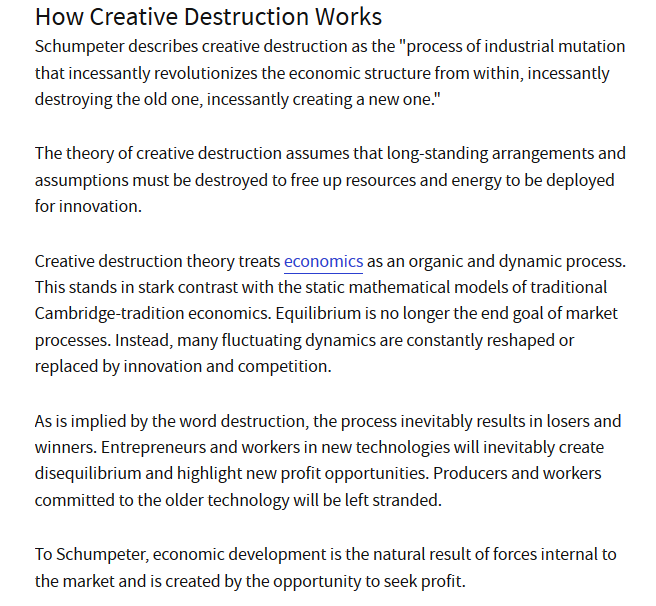 How Creative Destruction Works
Schumpeter describes creative destruction as the "process of industrial mutation
that incessantly revolutionizes the economic structure from within, incessantly
destroying the old one, incessantly creating a new one."
The theory of creative destruction assumes that long-standing arrangements and
assumptions must be destroyed to free up resources and energy to be deployed
for innovation.
Creative destruction theory treats economics as an organic and dynamic process.
This stands in stark contrast with the static mathematical models of traditional
Cambridge-tradition economics. Equilibrium is no longer the end goal of market
processes. Instead, many fluctuating dynamics are constantly reshaped or
replaced by innovation and competition.
As is implied by the word destruction, the process inevitably results in losers and
winners. Entrepreneurs and workers in new technologies will inevitably create
disequilibrium and highlight new profit opportunities. Producers and workers
committed to the older technology will be left stranded.
To Schumpeter, economic development is the natural result of forces internal to
the market and is created by the opportunity to seek profit.